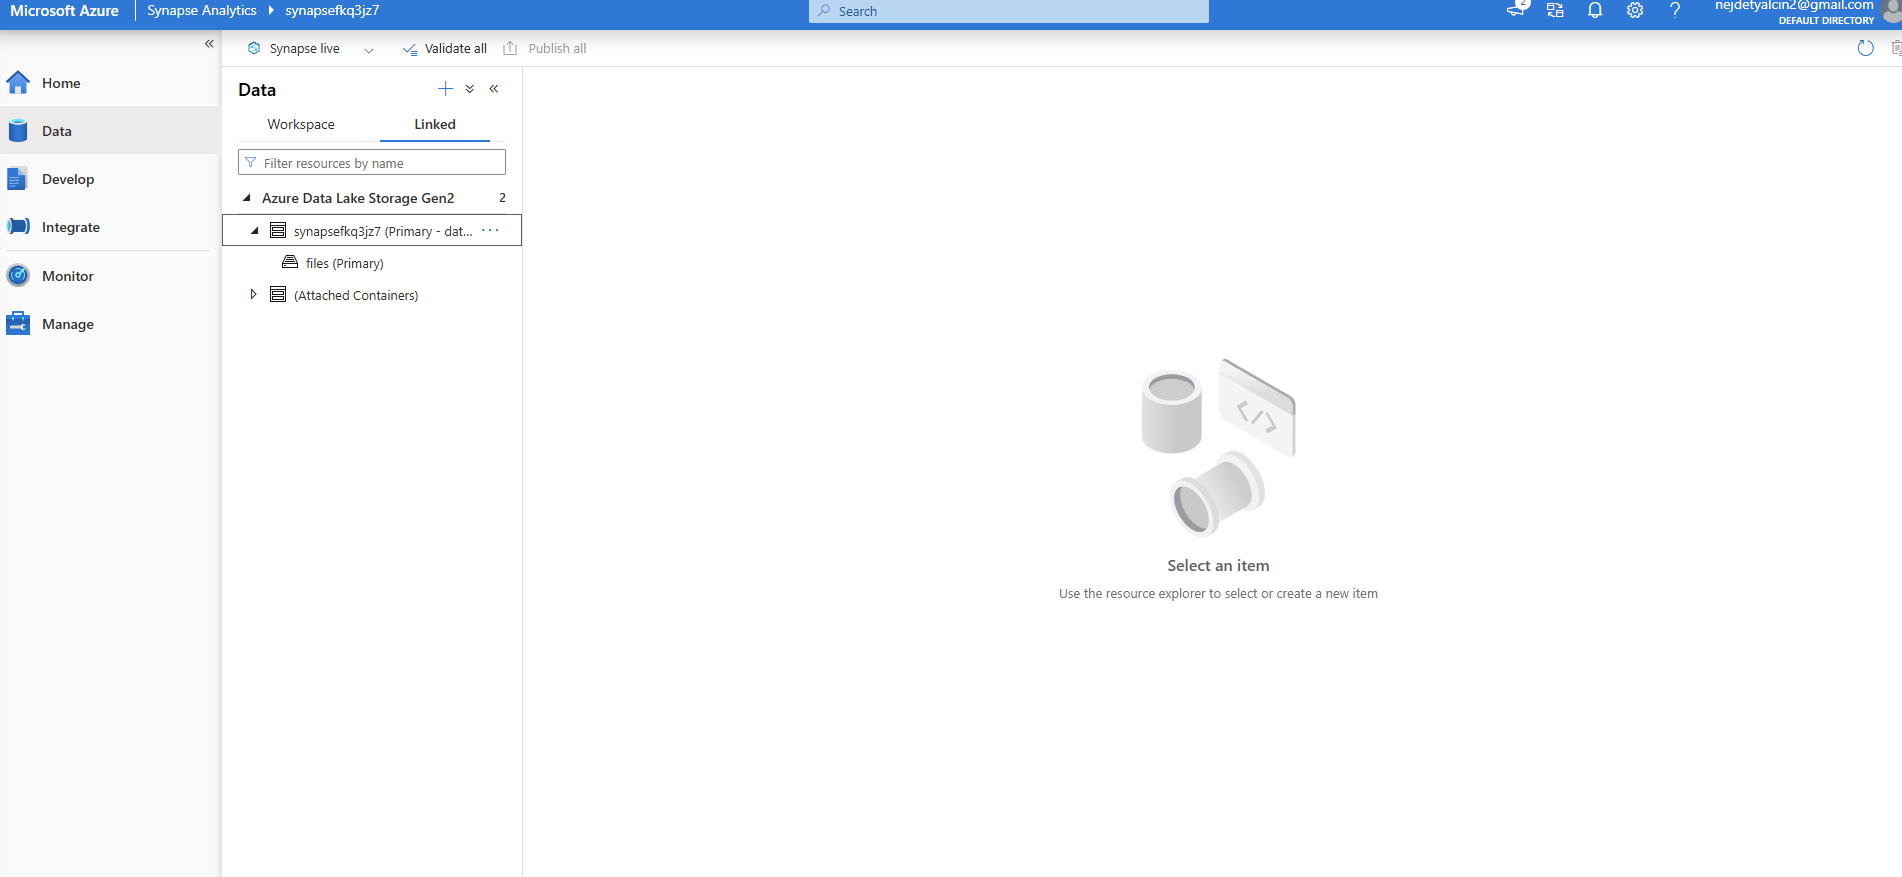 Microsoft Azure
Synapse Analytics
synapsefkq3jz7
Search
2
?
nejdetyalcin2@gmail.com
DEFAULT DIRECTORY
Synapse live
Validate all
Publish all
Home
Data
Develop
Integrate
Monitor
Manage
Data
Workspace
Linked
Filter resources by name
Azure Data Lake Storage Gen2
2
synapsefkq3jz7 (Primary - dat...
files (Primary)
(Attached Containers)
Select an item
Use the resource explorer to select or create a new item